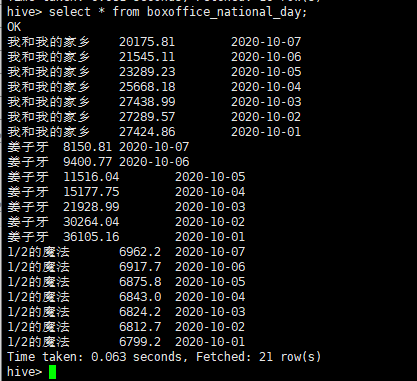 hive> select * from boxoffice_national_day;
OK
我和我的家乡 20175.81 2020-10-07
我和我的家乡 21545.11 2020-10-06
我和我的家乡 23289.23 2020-10-05
我和我的家乡 25668.18 2020-10-04
我和我的家乡 27438.99 2020-10-03
我和我的家乡 27289.57 2020-10-02
我和我的家乡 27424.86 2020-10-01
姜子牙 8150.81 2020-10-07
姜子牙 9400.77 2020-10-06
姜子牙 11516.04 2020-10-05
姜子牙 15177.75 2020-10-04
姜子牙 21928.99 2020-10-03
姜子牙 30264.04 2020-10-02
姜子牙 36105.16 2020-10-01
1/2的魔法 6962.2 2020-10-07
1/2的魔法 6917.7 2020-10-06
1/2的魔法 6875.8 2020-10-05
1/2的魔法 6843.0 2020-10-04
1/2的魔法 6824.2 2020-10-03
1/2的魔法 6812.7 2020-10-02
1/2的魔法 6799.2 2020-10-01
Time taken: 0.063 seconds, Fetched: 21 row(s)
hive>